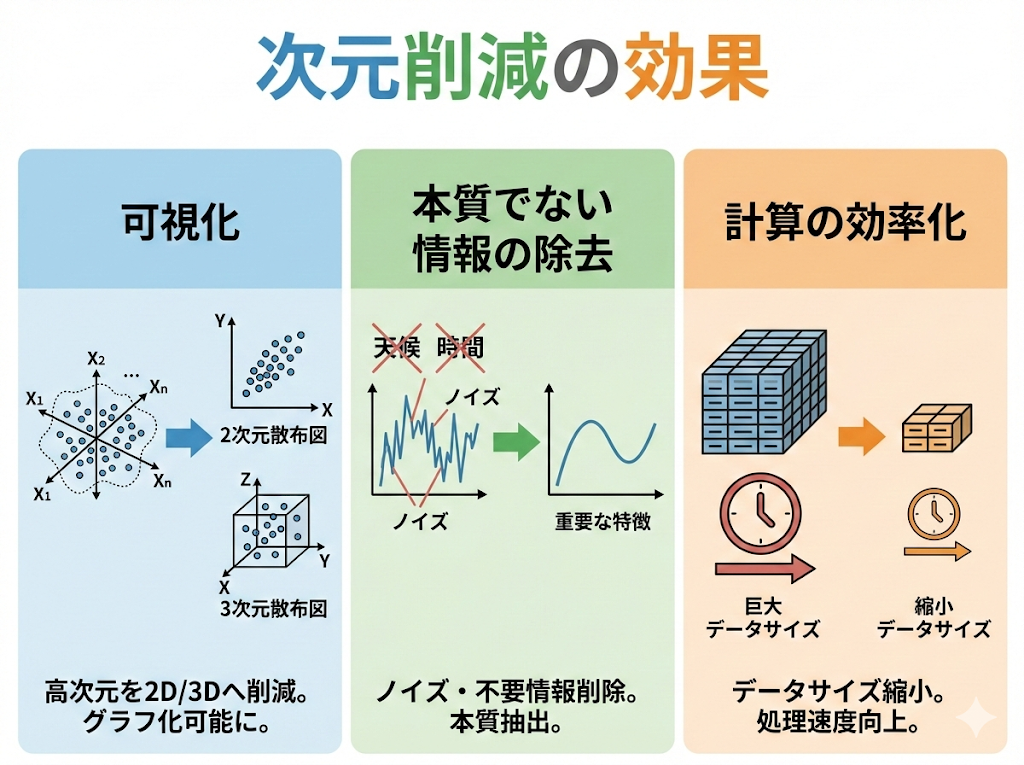 次元削減の効果
可視化
X₂
...
X₁
Xₙ
X₁
Xₙ
Y
X
2次元散布図
Z
Y
X
3次元散布図
高次元を2D/3Dへ削減。
グラフ化可能に。
本質でない
情報の除去
天候 時間
ノイズ
ノイズ
重要な特徴
ノイズ・不要情報削除。
本質抽出。
計算の効率化
巨大
データサイズ
縮小
データサイズ
データサイズ縮小。
処理速度向上。